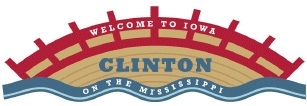 WELCOME TO IOWA
CLINTON
ON THE MISSISSIPPI